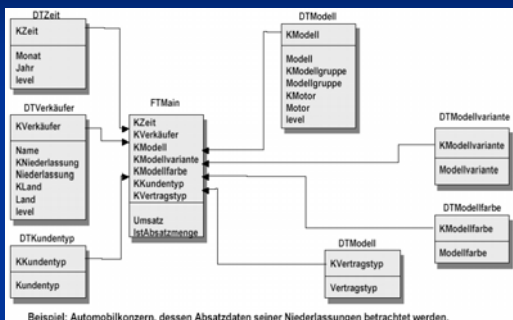 DTZeit
KZeit
Monat
Jahr
level
DTVerkäufer
KVerkäufer
Name
KNiederlassung
Niederlassung
KLand
Land
level
DTKundentyp
KKundentyp
Kundentyp
FTMain
KZeit
KVerkäufer
KModell
KModellvariante
KModellfarbe
KKundentyp
KVertragstyp
Umsatz
IstAbsatzmenge
DTModell
KModell
Modell
KModellgruppe
Modellgruppe
KMotor
Motor
level
DTModellvariante
KModellvariante
Modellvariante
DTModellfarbe
KModellfarbe
Modellfarbe
DTModell
KVertragstyp
Vertragstyp
Beispiel: Automobilkonzern, dessen Absatzdaten seiner Niederlassungen betrachtet werden.